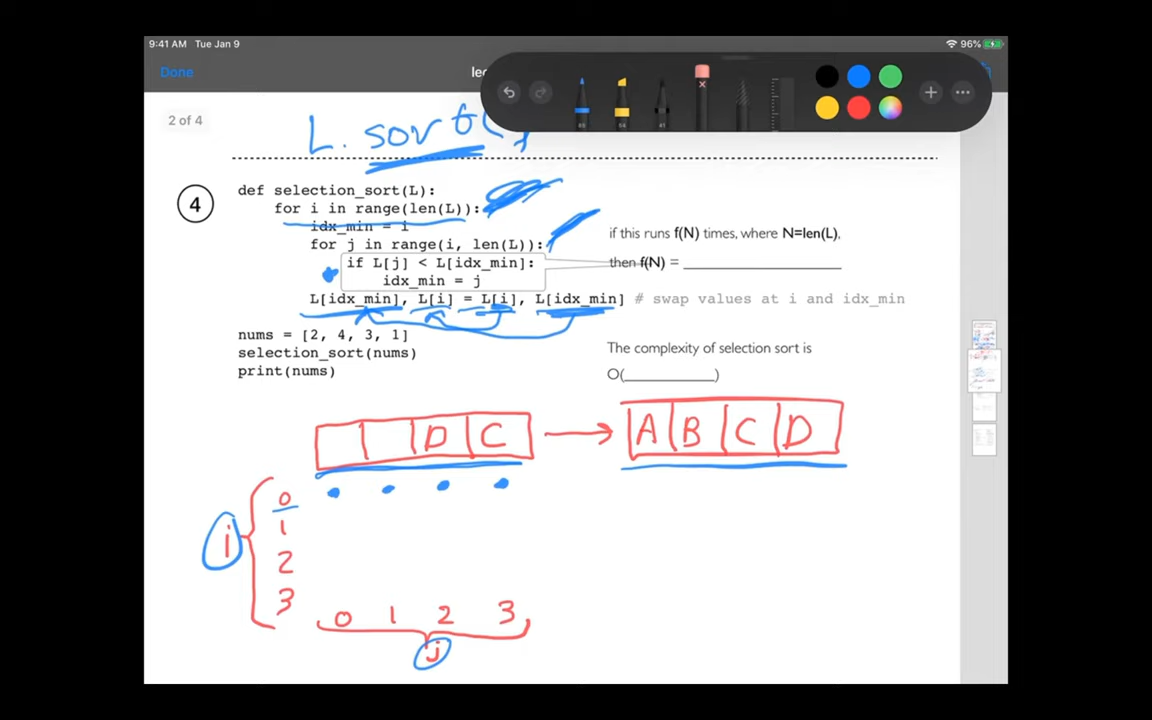 9:41 AM Tue Jan 9
96%
Done
lec
2 of 4
L. sort(
4
def selection_sort(L):
for i in range(len(L)):
idx_min = i
for j in range(i, len(L)):
if L[j] < L[idx_min]:
idx_min = j
L[idx_min], L[i] = L[i], L[idx_min] # swap values at i and idx_min
if this runs f(N) times, where N=len(L),
then f(N) = ____________
nums = [2, 4, 3, 1]
selection_sort(nums)
print(nums)
The complexity of selection sort is
O(__________)
D C → A B C D
i
0
1
2
3
0 1 2 3
j